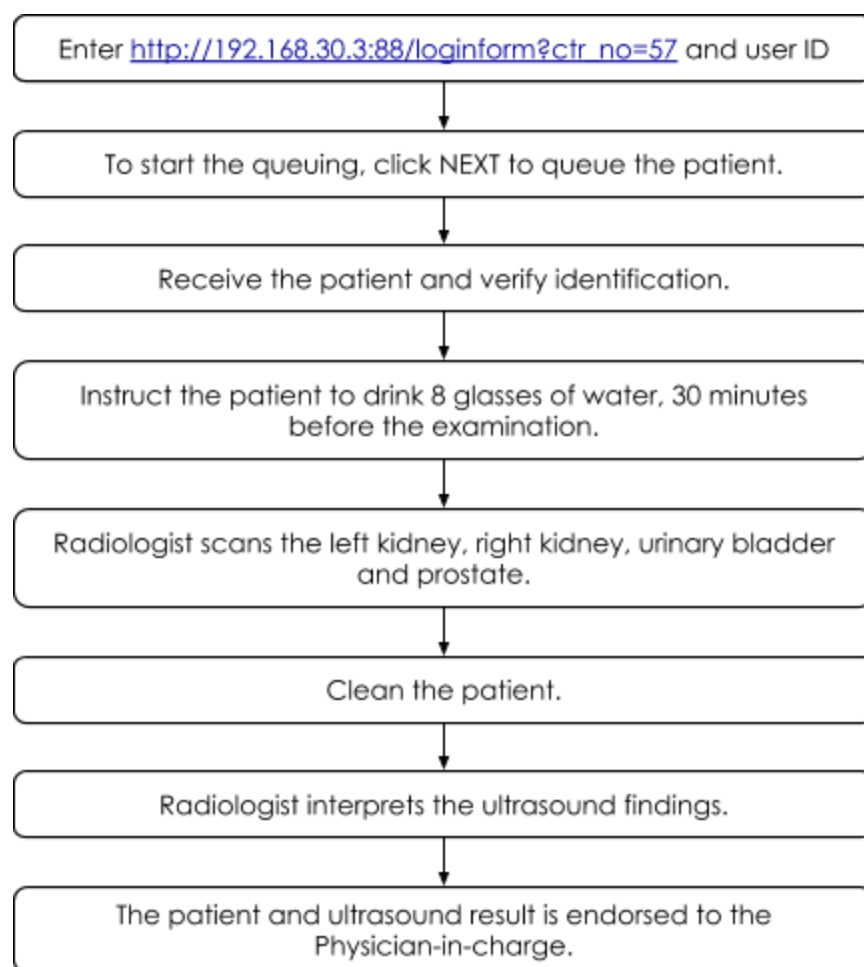 Enter http://192.168.30.3:88/loginform?ctr_no=57 and user ID
To start the queuing, click NEXT to queue the patient.
Receive the patient and verify identification.
Instruct the patient to drink 8 glasses of water, 30 minutes
before the examination.
Radiologist scans the left kidney, right kidney, urinary bladder
and prostate.
Clean the patient.
Radiologist interprets the ultrasound findings.
The patient and ultrasound result is endorsed to the
Physician-in-charge.